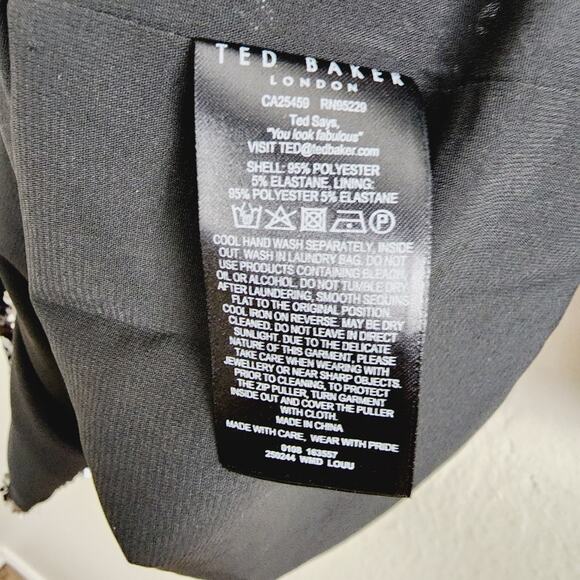 TED BAKER
LONDON
CA25459 RN95229
Ted Says,
"You look fabulous"
VISIT TED@tedbaker.com
SHELL: 95% POLYESTER
5% ELASTANE, LINING:
95% POLYESTER 5% ELASTANE
COOL HAND WASH SEPARATELY, INSIDE
OUT. WASH IN LAUNDRY BAG. DO NOT
USE PRODUCTS CONTAINING BLEACH,
OIL OR ALCOHOL. DO NOT TUMBLE DRY.
AFTER LAUNDERING, SMOOTH SEQUINS
FLAT TO THE ORIGINAL POSITION.
COOL IRON ON REVERSE. MAY BE DRY
CLEANED. DO NOT LEAVE IN DIRECT
SUNLIGHT. DUE TO THE DELICATE
NATURE OF THIS GARMENT, PLEASE
TAKE CARE WHEN WEARING WITH
JEWELLERY OR NEAR SHARP OBJECTS.
PRIOR TO CLEANING, TO PROTECT
THE ZIP PULLER, TURN GARMENT
INSIDE OUT AND COVER THE PULLER
WITH CLOTH.
MADE IN CHINA
MADE WITH CARE, WEAR WITH PRIDE
0108 163557
250244 WMD LOUU